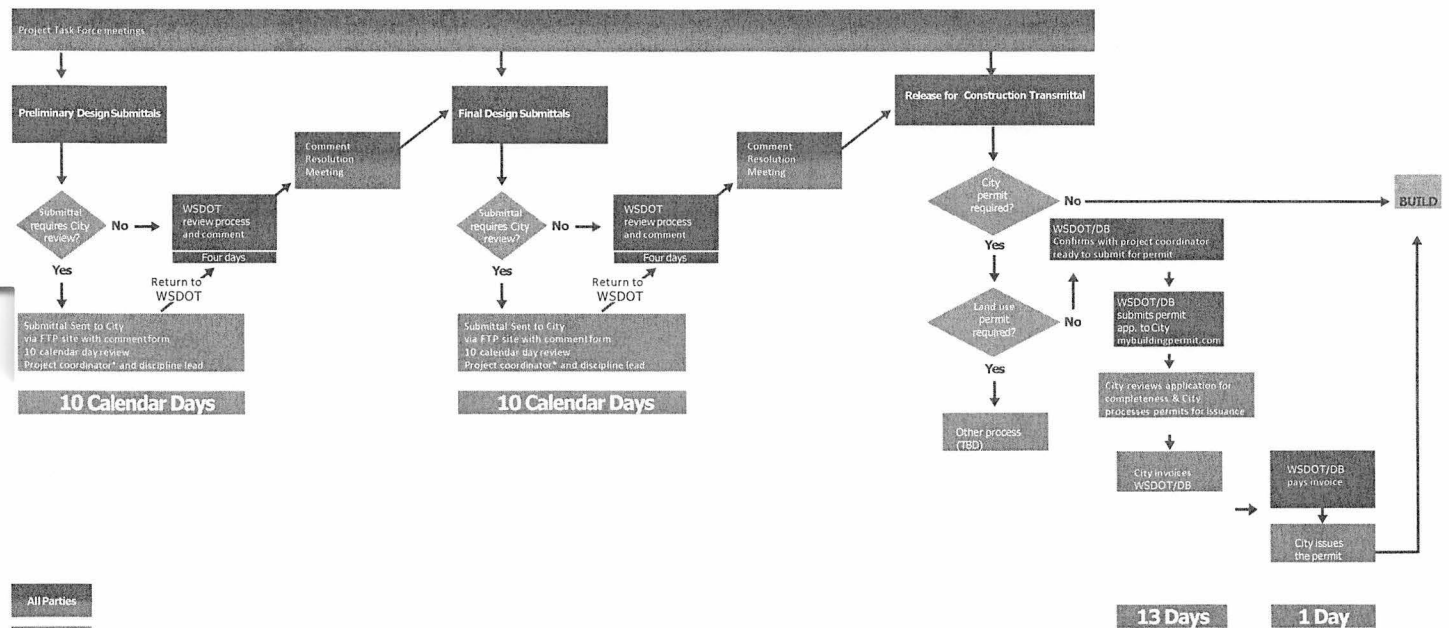 Project Task Force meetings
Preliminary Design Submittals
Submittal
requires City
review?
No
Yes
WSDOT
review process
and comment
Four days
Return to
WSDOT
Submittal Sent to City
via FTP site with comment form
10 calendar day review
Project coordinator* and discipline lead
10 Calendar Days
Comment
Resolution
Meeting
Final Design Submittals
Submittal
requires City
review?
No
Yes
WSDOT
review process
and comment
Four days
Return to
WSDOT
Submittal Sent to City
via FTP site with comment form
10 calendar day review
Project coordinator* and discipline lead
10 Calendar Days
Comment
Resolution
Meeting
Release for Construction Transmittal
City
permit
required?
No
BUILD
Yes
WSDOT/DB
Confirms with project coordinator
ready to submit for permit
Land use
permit
required?
No
Yes
Other process
(TBD)
WSDOT/DB
submits permit
app. to City
mybuildingpermit.com
City reviews application for
completeness & City
processes permits for issuance
City invoices
WSDOT/DB
WSDOT/DB
pays invoice
City issues
the permit
13 Days
1 Day
All Parties